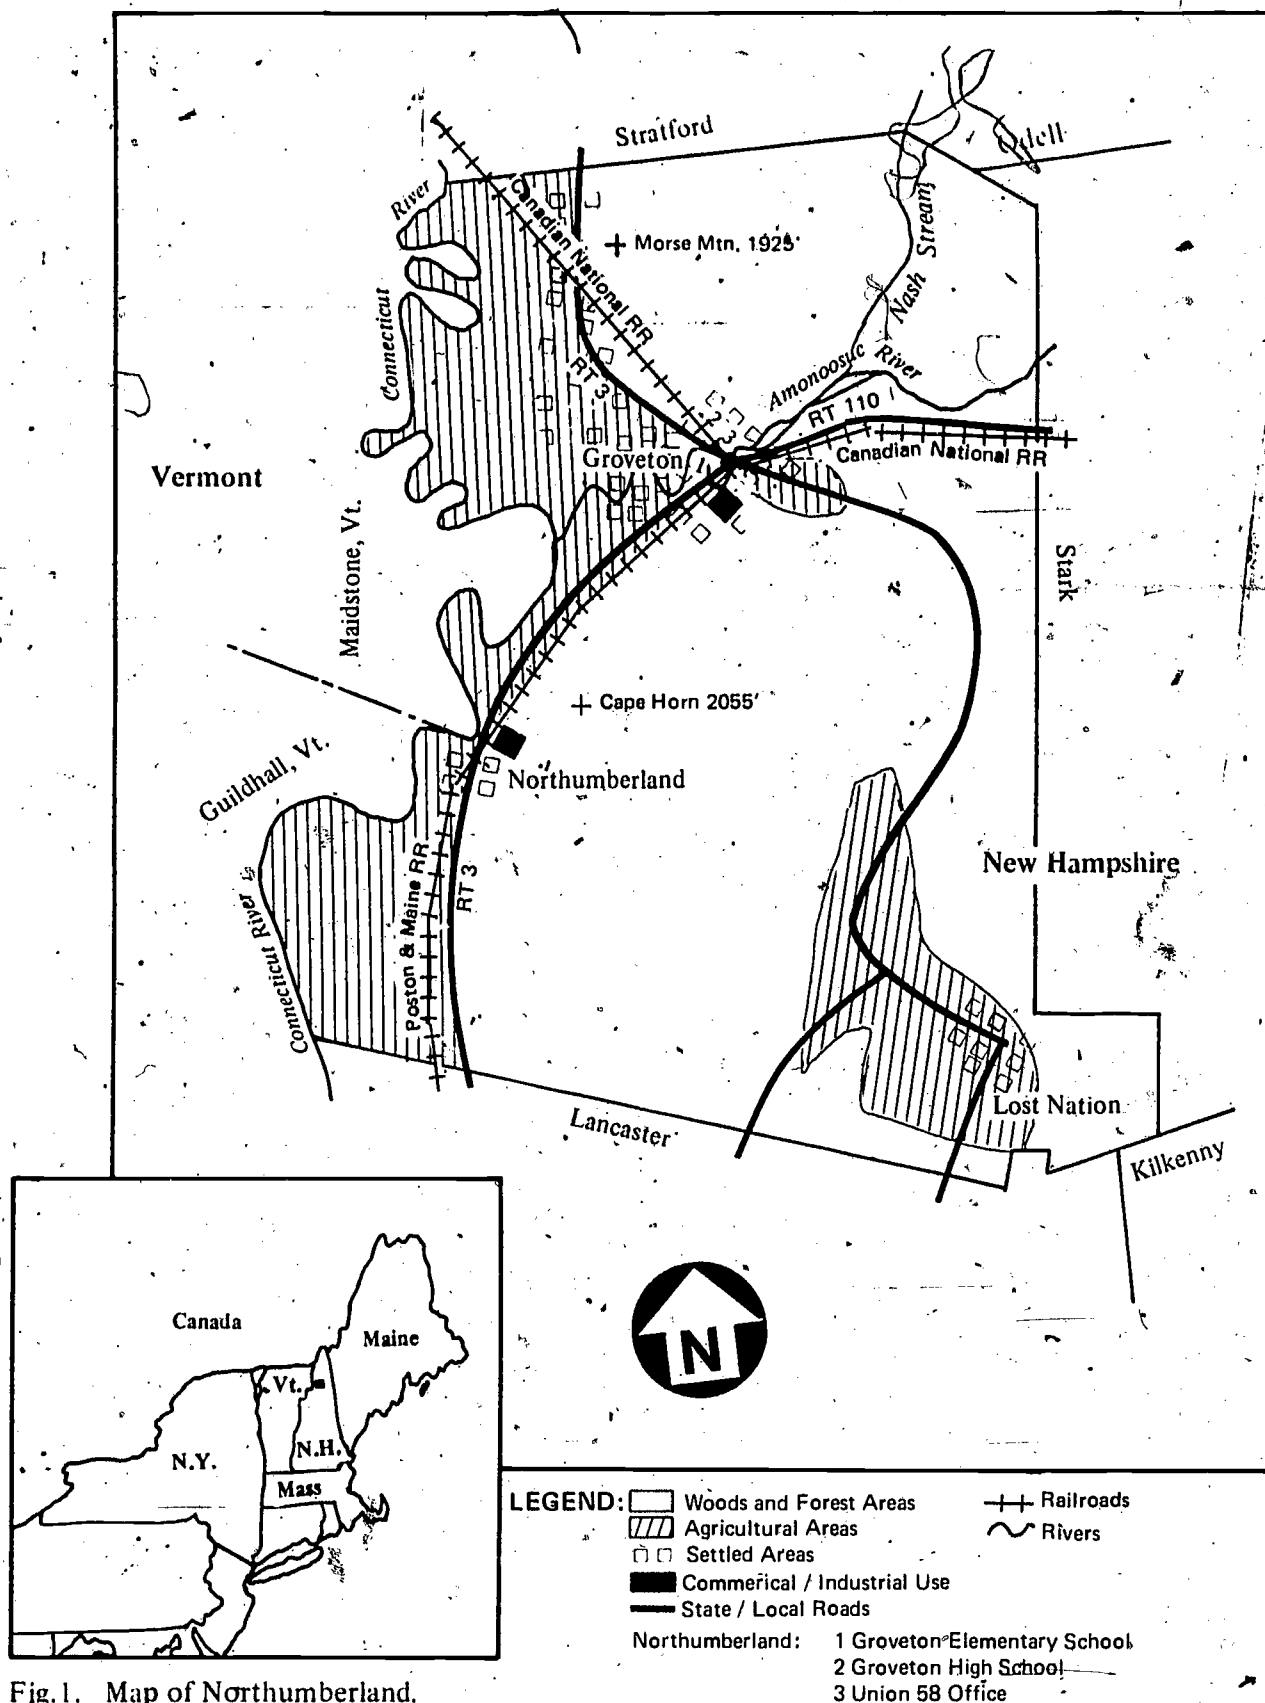 Stratford
Odell
River
Canadian National RR
Morse Mtn. 1925'
Nash Stream
Connecticut
RT 3
Amonoosuc River
RT 110
2
3
Groveton 1
Canadian National RR
Vermont
Maidstone, Vt.
Stark
Cape Horn 2055'
Guildhall, Vt.
Northumberland
New Hampshire
Connecticut River
Poston & Maine RR
RT 3
Lost Nation
Lancaster
Kilkenny
N
Canada
Maine
Vt.
N.H.
N.Y.
Mass
LEGEND:
Woods and Forest Areas
Railroads
Agricultural Areas
Rivers
Settled Areas
Commerical / Industrial Use
State / Local Roads
Northumberland: 1 Groveton Elementary School
2 Groveton High School
3 Union 58 Office
Fig. 1. Map of Northumberland.